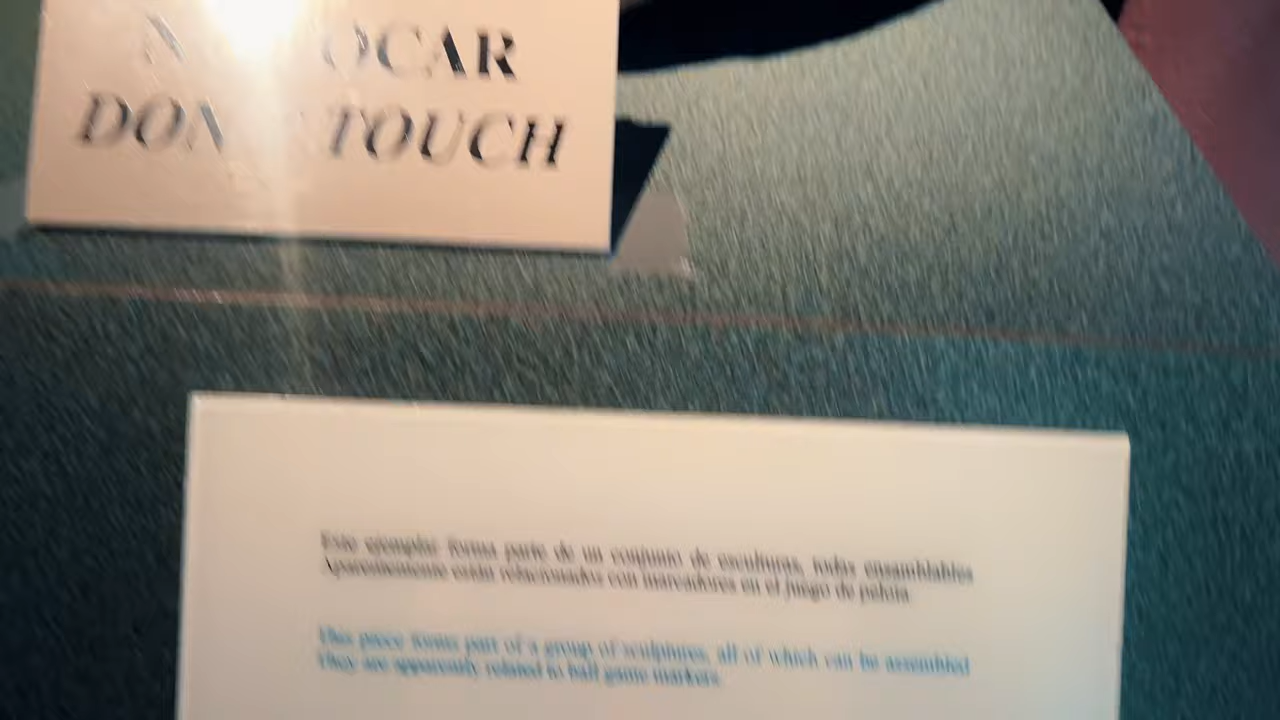 OCAR
TOUCH
Este ejemplar forma parte de un conjunto de esculturas, todas ensamblables
Aparentemente están relacionados con marcadores en el juego de pelota
This piece forms part of a group of sculptures, all of which can be assembled
They are apparently related to ball game markers